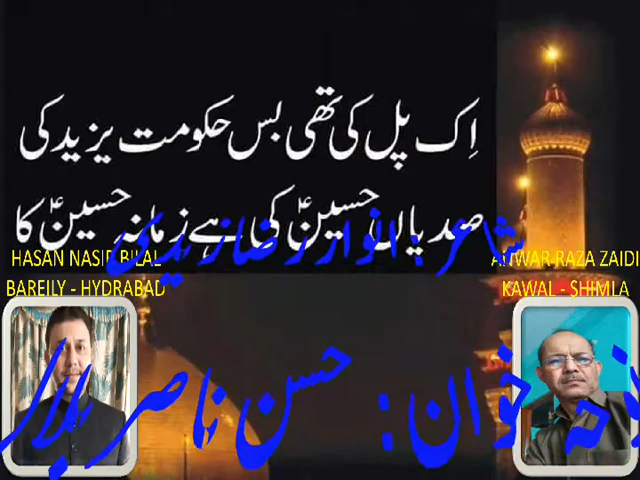 اِک پل کی تھی بس حکومت یزید کی
صدیاں حسینؑ کی ہے زمانہ حسینؑ کا
شاعر: انوار رضا زیدی
HASAN NASIR BILAL
BAREILY - HYDRABAD
ANWAR RAZA ZAIDI
KAWAL - SHIMLA
نوحہ خوان: حسن ناصر بلال